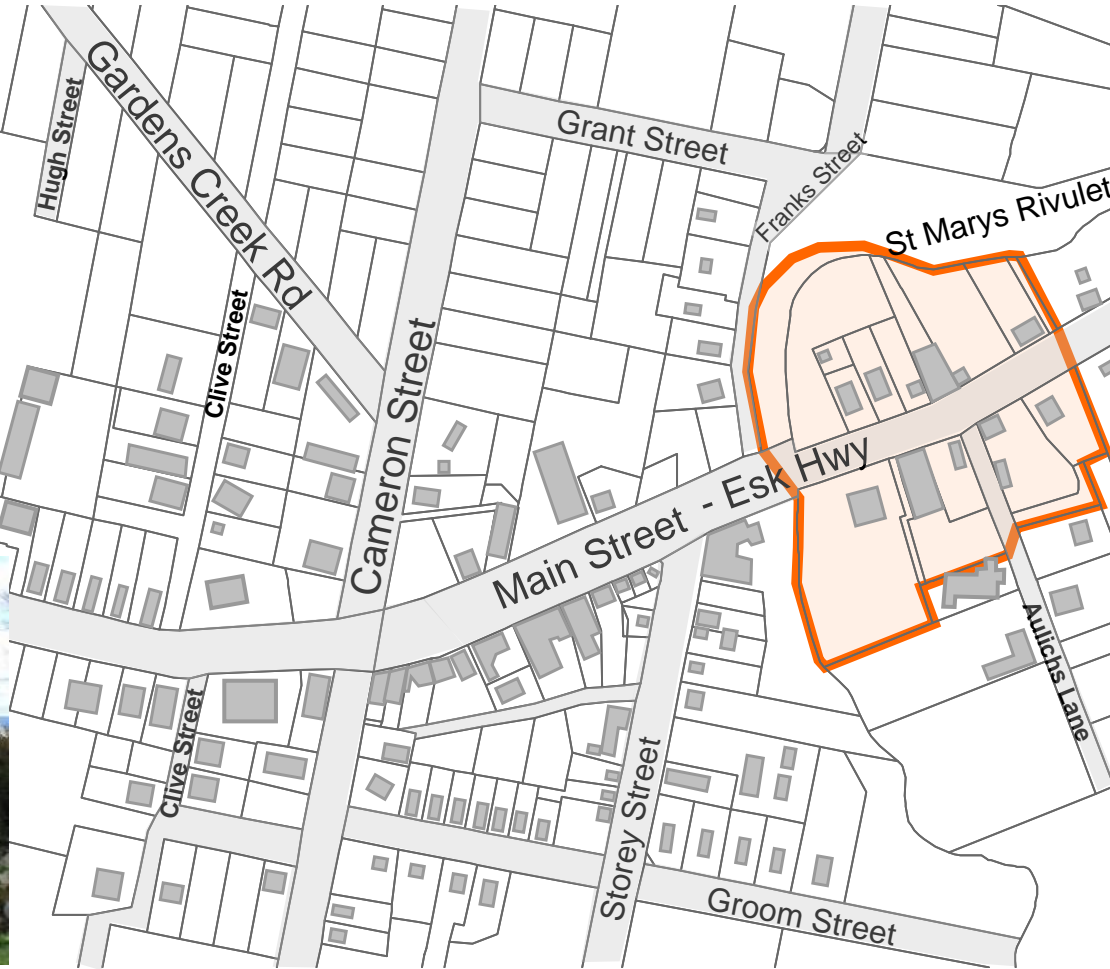 Gardens Creek Rd
Hugh Street
Grant Street
Franks Street
St Marys Rivulet
Clive Street
Cameron Street
Main Street - Esk Hwy
Aulichs Lane
Clive Street
Storey Street
Groom Street